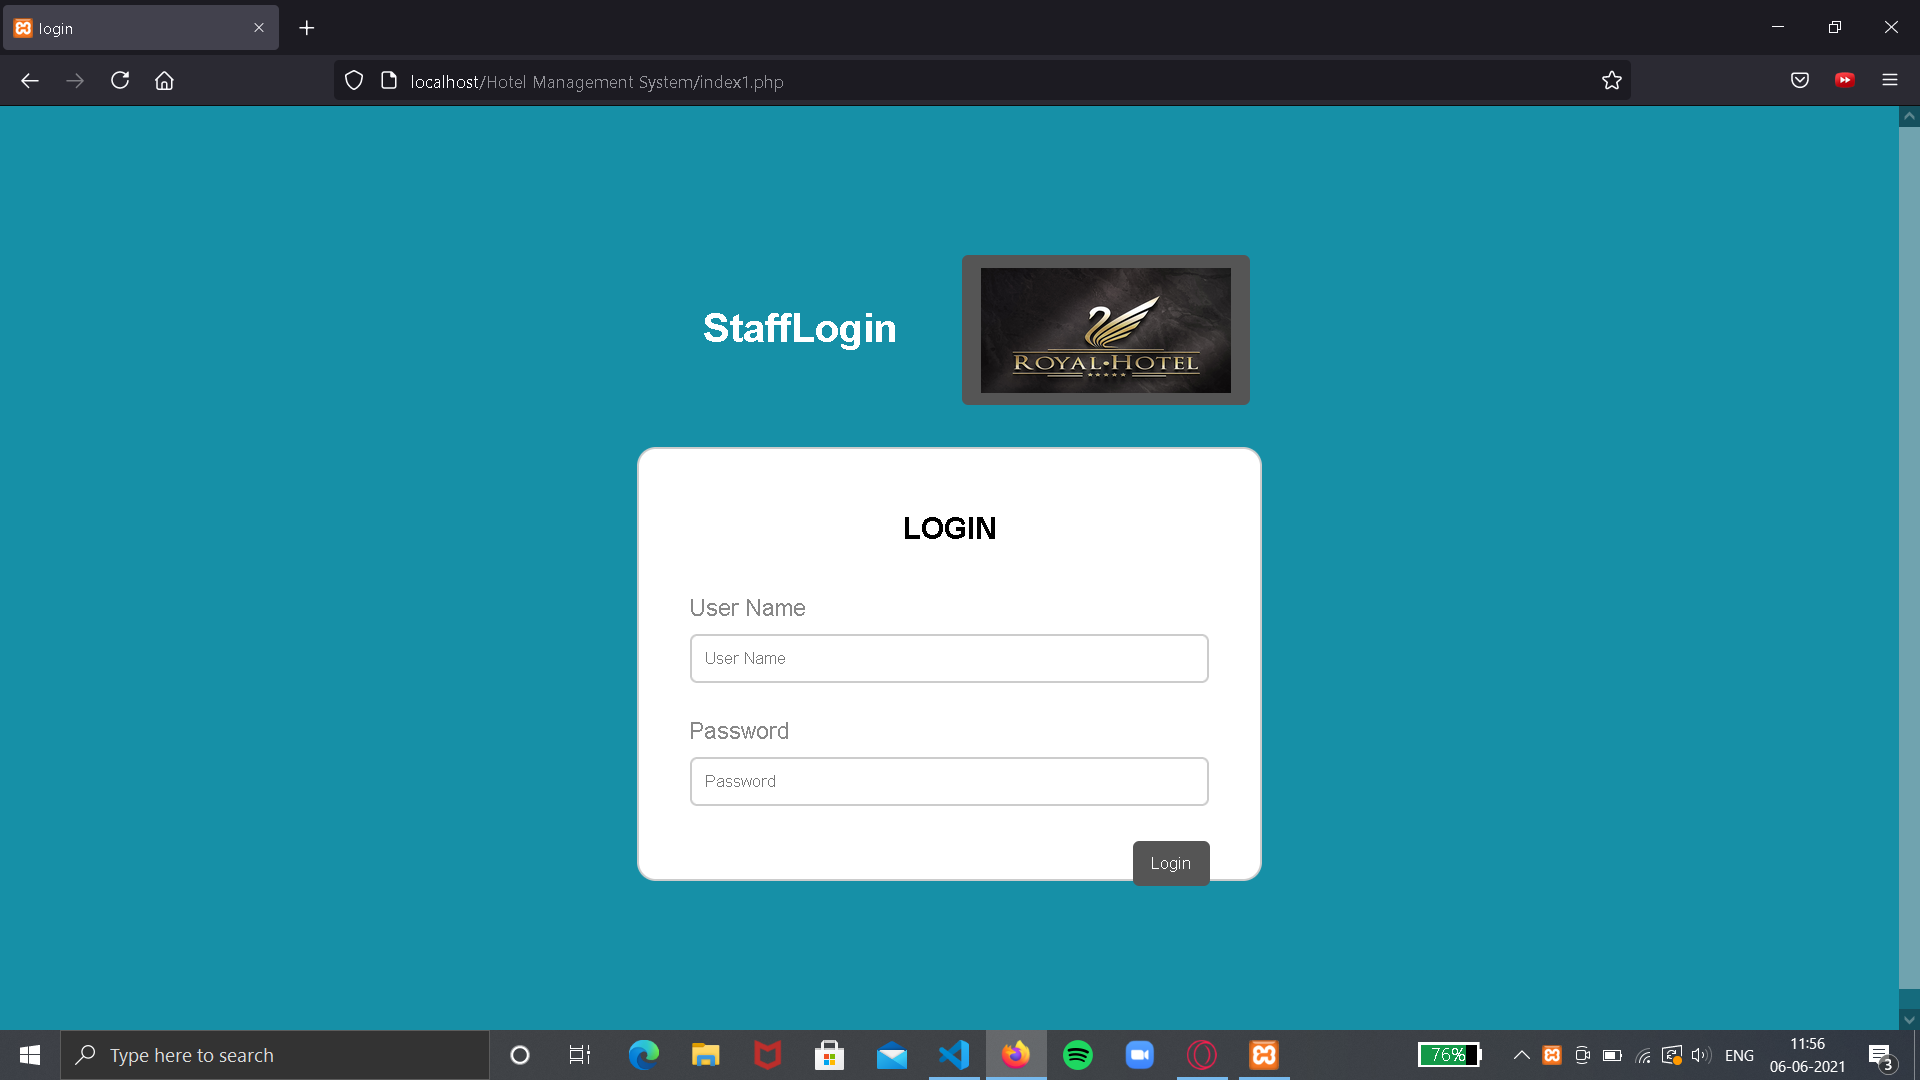 login
localhost/Hotel Management System/index1.php
StaffLogin
ROYAL•HOTEL
LOGIN
User Name
User Name
Password
Password
Login
Type here to search
76%
ENG
11:56
06-06-2021
3